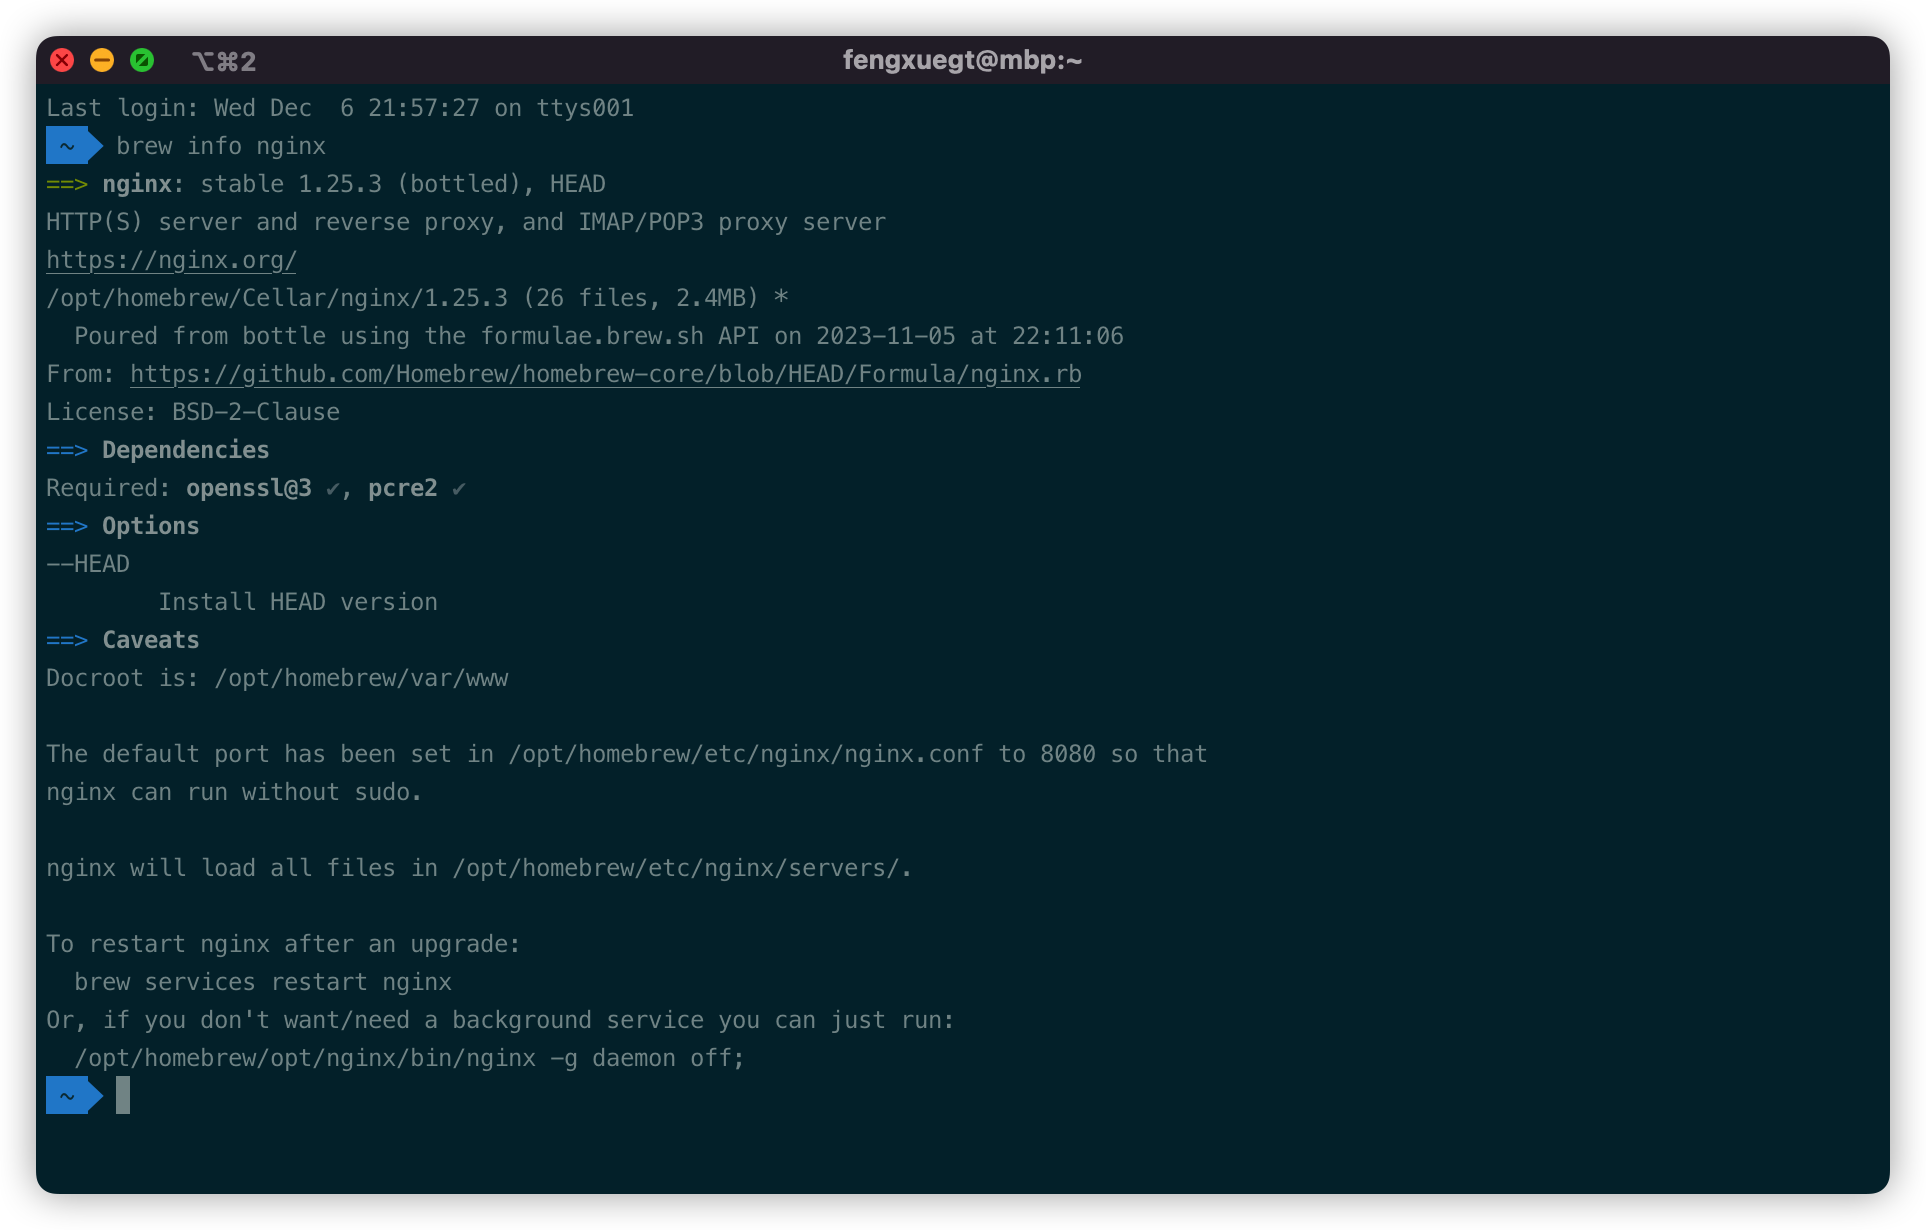 ⌥⌘2
fengxuegt@mbp:~
Last login: Wed Dec  6 21:57:27 on ttys001
~ brew info nginx
==> nginx: stable 1.25.3 (bottled), HEAD
HTTP(S) server and reverse proxy, and IMAP/POP3 proxy server
https://nginx.org/
/opt/homebrew/Cellar/nginx/1.25.3 (26 files, 2.4MB) *
  Poured from bottle using the formulae.brew.sh API on 2023-11-05 at 22:11:06
From: https://github.com/Homebrew/homebrew-core/blob/HEAD/Formula/nginx.rb
License: BSD-2-Clause
==> Dependencies
Required: openssl@3 ✔, pcre2 ✔
==> Options
--HEAD
        Install HEAD version
==> Caveats
Docroot is: /opt/homebrew/var/www
The default port has been set in /opt/homebrew/etc/nginx/nginx.conf to 8080 so that
nginx can run without sudo.
nginx will load all files in /opt/homebrew/etc/nginx/servers/.
To restart nginx after an upgrade:
  brew services restart nginx
Or, if you don't want/need a background service you can just run:
  /opt/homebrew/opt/nginx/bin/nginx -g daemon off;
~